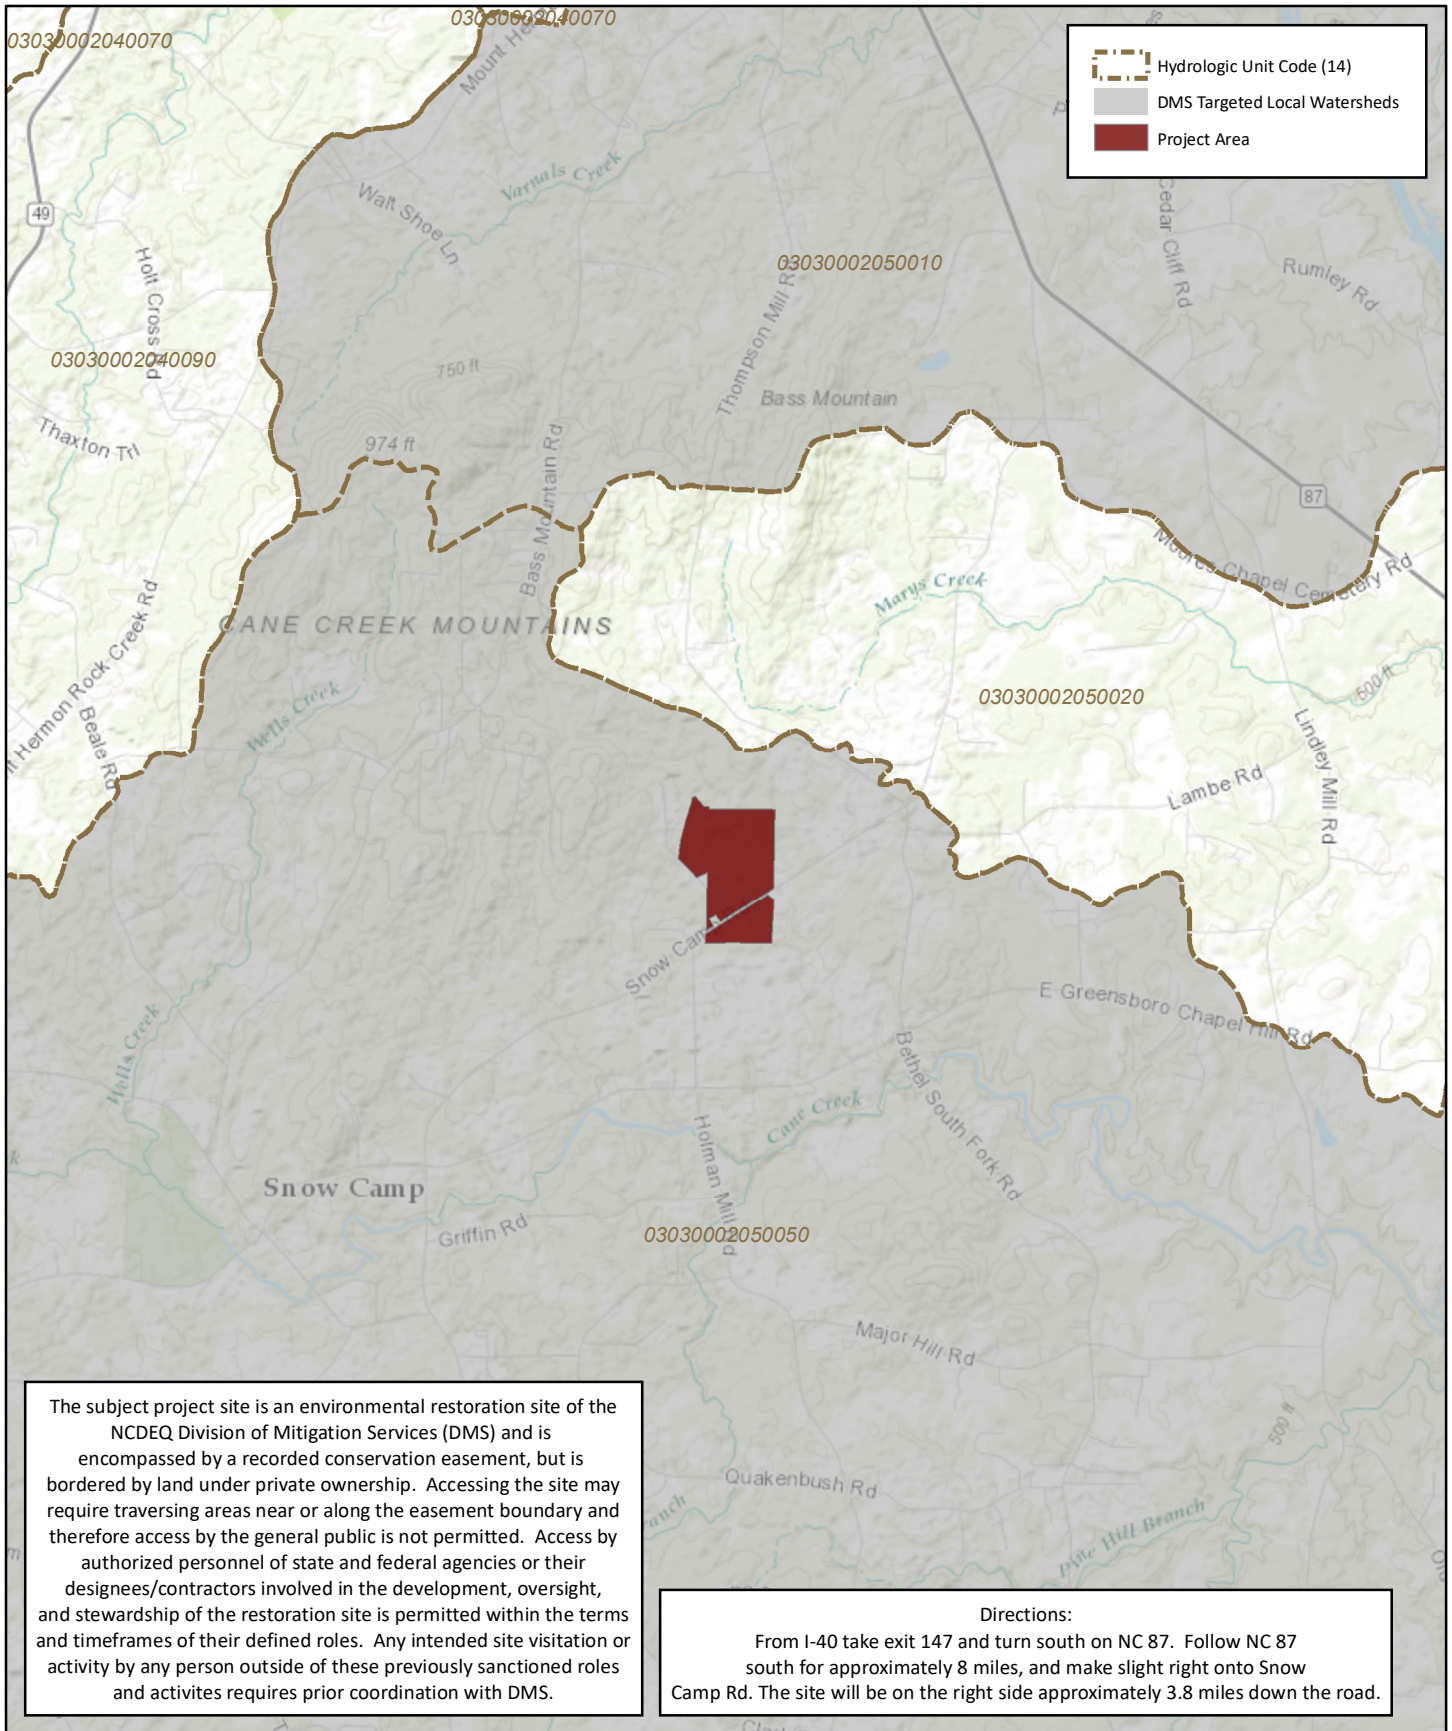 03030002040070
03030002040070
Hydrologic Unit Code (14)
DMS Targeted Local Watersheds
Project Area
49
Varnals Creek
Walt Shoe Ln
Cedar Cliff Rd
Rumley Rd
Holt Cross Rd
03030002050010
Thompson Mill Rd
03030002040090
750 ft
Bass Mountain
Thaxton Trl
974 ft
Bass Mountain Rd
87
Moores Chapel Cemetery Rd
Marys Creek
CANE CREEK MOUNTAINS
Hermon Rock Creek Rd
Beale Rd
Wells Creek
03030002050020
500 ft
Lindley Mill Rd
Lambe Rd
Snow Cam
E Greensboro Chapel Hill Rd
Wells Creek
Bethel South Fork Rd
Cane Creek
Holman Mill Rd
Snow Camp
Griffin Rd
03030002050050
Major Hill Rd
500 ft
Quakenbush Rd
Pine Hill Branch
The subject project site is an environmental restoration site of the
NCDEQ Division of Mitigation Services (DMS) and is
encompassed by a recorded conservation easement, but is
bordered by land under private ownership. Accessing the site may
require traversing areas near or along the easement boundary and
therefore access by the general public is not permitted. Access by
authorized personnel of state and federal agencies or their
designees/contractors involved in the development, oversight,
and stewardship of the restoration site is permitted within the terms
and timeframes of their defined roles. Any intended site visitation or
activity by any person outside of these previously sanctioned roles
and activites requires prior coordination with DMS.
Directions:
From I-40 take exit 147 and turn south on NC 87. Follow NC 87
south for approximately 8 miles, and make slight right onto Snow
Camp Rd. The site will be on the right side approximately 3.8 miles down the road.